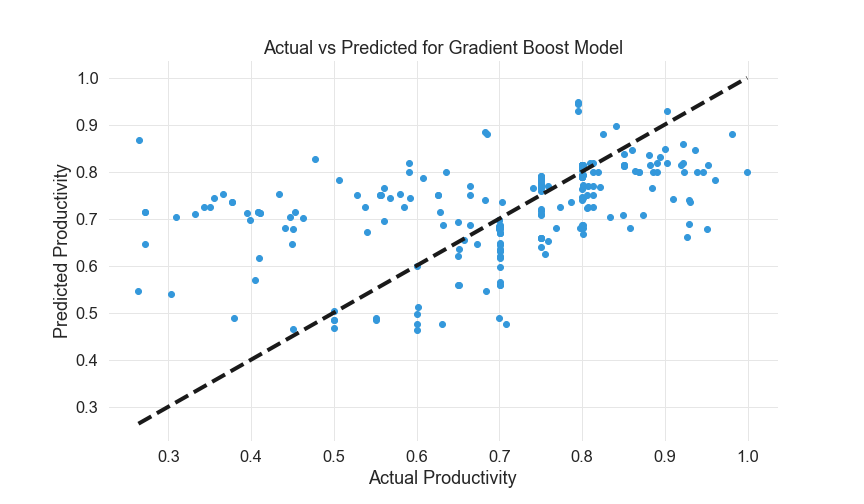 Actual vs Predicted for Gradient Boost Model
1.0
0.9
0.8
0.7
0.6
0.5
0.4
0.3
Predicted Productivity
0.3 0.4 0.5 0.6 0.7 0.8 0.9 1.0
Actual Productivity